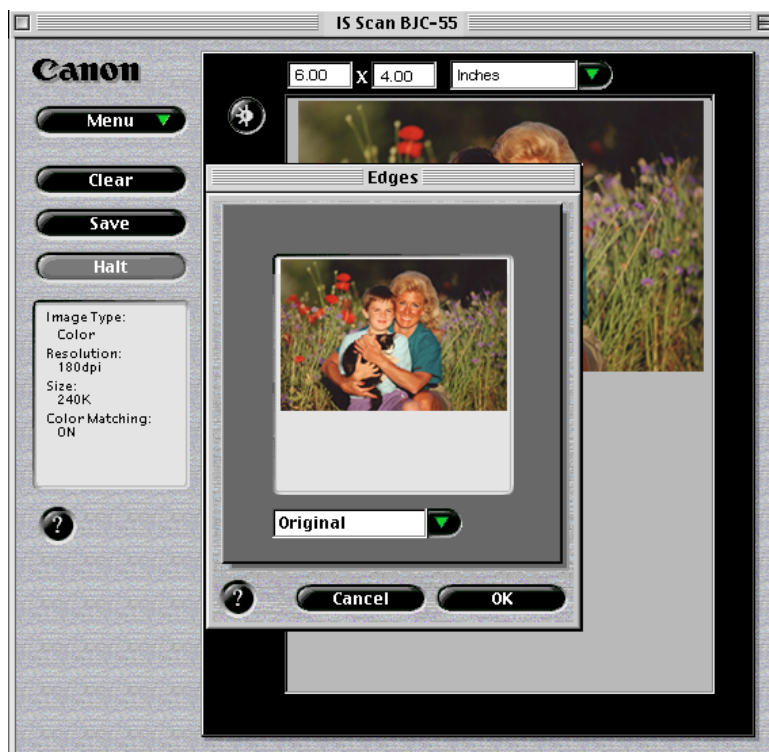 IS Scan BJC-55
Canon
6.00 X 4.00 Inches
Menu
Clear
Save
Halt
Image Type:
Color
Resolution:
180dpi
Size:
240K
Color Matching:
ON
?
Edges
Original
?
Cancel
OK